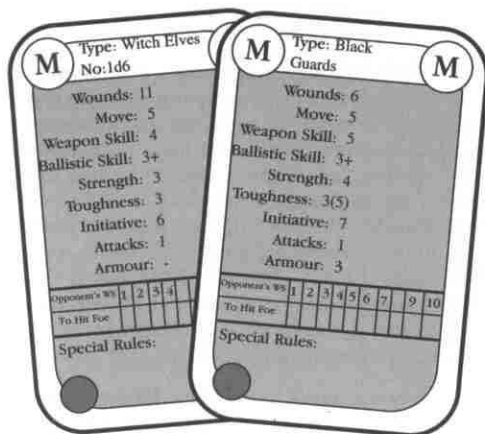 M
Type: Witch Elves
No:1d6
Wounds: 11
Move: 5
Weapon Skill: 4
Ballistic Skill: 3+
Strength: 3
Toughness: 3
Initiative: 6
Attacks: 1
Armour: -
Opponent's WS 1 2 3 4
To Hit Foe
Special Rules:
M
Type: Black
Guards
M
Wounds: 6
Move: 5
Weapon Skill: 5
Ballistic Skill: 3+
Strength: 4
Toughness: 3(5)
Initiative: 7
Attacks: 1
Armour: 3
Opponent's WS 1 2 3 4 5 6 7 9 10
To Hit Foe
Special Rules: